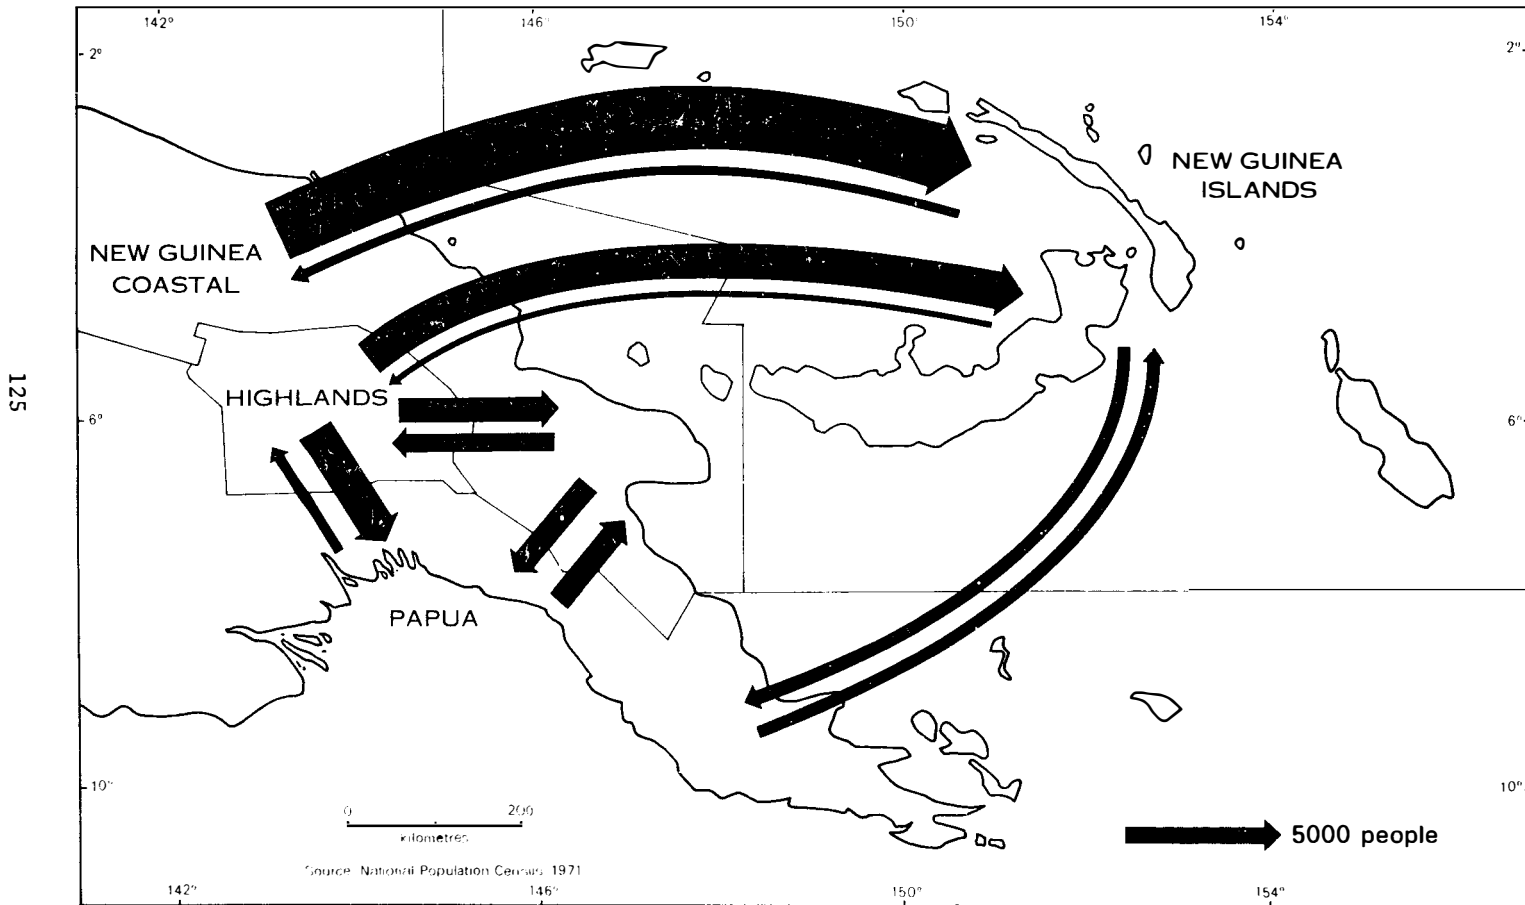 142°
146°
150°
154°
2°
2°
NEW GUINEA
ISLANDS
NEW GUINEA
COASTAL
125
HIGHLANDS
6°
6°
PAPUA
10°
10°
0
200
kilometres
5000 people
Source National Population Census 1971
142°
146°
150°
154°